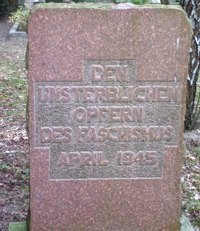 DEN
UNSTERBLICHEN
OPFERN
DES FASCHISMUS
APRIL 1945